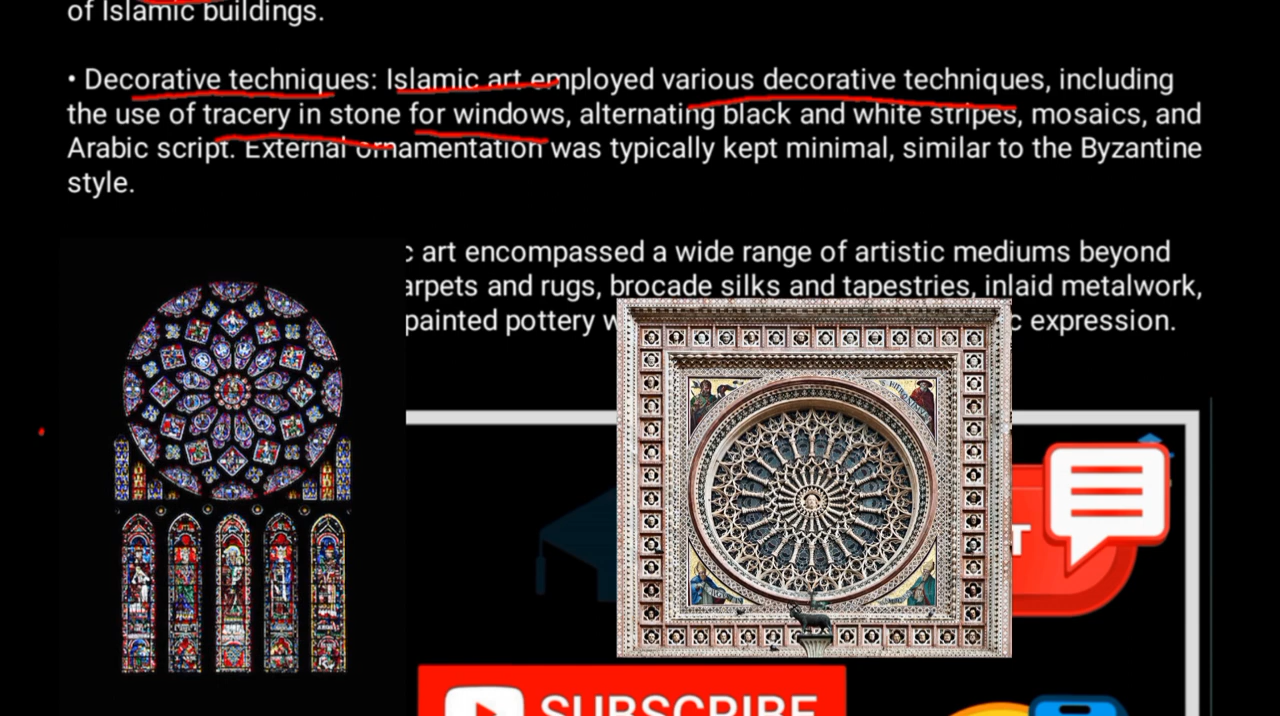 of Islamic buildings.
• Decorative techniques: Islamic art employed various decorative techniques, including
the use of tracery in stone for windows, alternating black and white stripes, mosaics, and
Arabic script. External ornamentation was typically kept minimal, similar to the Byzantine
style.
c art encompassed a wide range of artistic mediums beyond
arpets and rugs, brocade silks and tapestries, inlaid metalwork,
painted pottery w c expression.
T
SUBSCRIBE